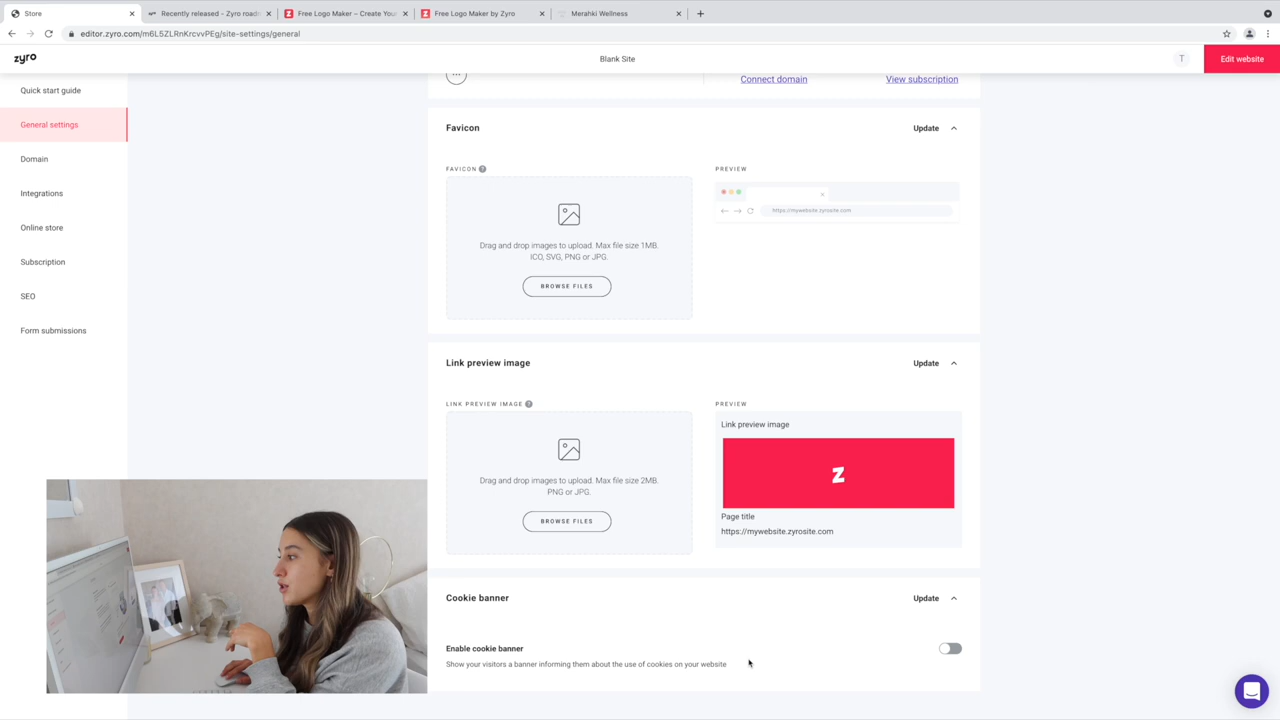 Store
Recently released - Zyro road
Free Logo Maker – Create You
Free Logo Maker by Zyro
Merahki Wellness
editor.zyro.com/m6L5ZLRnKrcvvPEg/site-settings/general
zyro
Blank Site
T
Edit website
Quick start guide
General settings
Domain
Integrations
Online store
Subscription
SEO
Form submissions
Connect domain
View subscription
Favicon
Update
FAVICON ?
PREVIEW
Drag and drop images to upload. Max file size 1MB.
ICO, SVG, PNG or JPG.
BROWSE FILES
https://mywebsite.zyrosite.com
Link preview image
Update
LINK PREVIEW IMAGE ?
PREVIEW
Drag and drop images to upload. Max file size 2MB.
PNG or JPG.
BROWSE FILES
Link preview image
Z
Page title
https://mywebsite.zyrosite.com
Cookie banner
Update
Enable cookie banner
Show your visitors a banner informing them about the use of cookies on your website